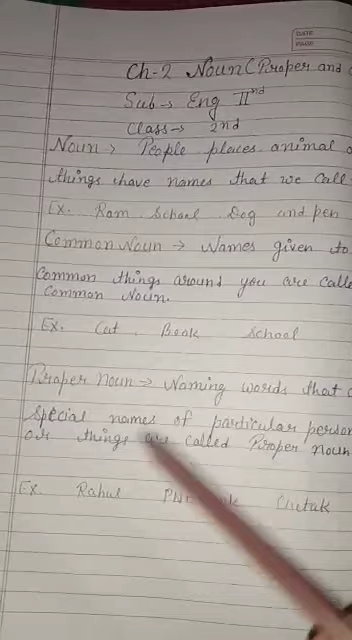 DATE
PAGE
Ch-2 Noun (Proper and
Sub → Eng IInd
Class → 2nd
Noun → People places animal
things have names that we call
Ex. Ram School Dog and pen
Common Noun → Names given to
Common things around you are calle
Common Noun.
Ex. Cat Book School
Proper noun → Naming words that
Special names of particular person
or things are called Proper noun
Ex. Rahul Chetak